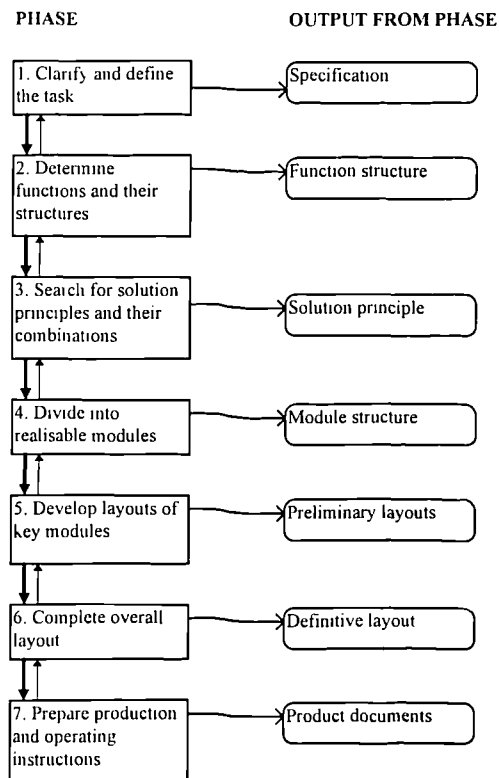 PHASE
OUTPUT FROM PHASE
1. Clarify and define
the task
Specification
2. Determine
functions and their
structures
Function structure
3. Search for solution
principles and their
combinations
Solution principle
4. Divide into
realisable modules
Module structure
5. Develop layouts of
key modules
Preliminary layouts
6. Complete overall
layout
Definitive layout
7. Prepare production
and operating
instructions
Product documents